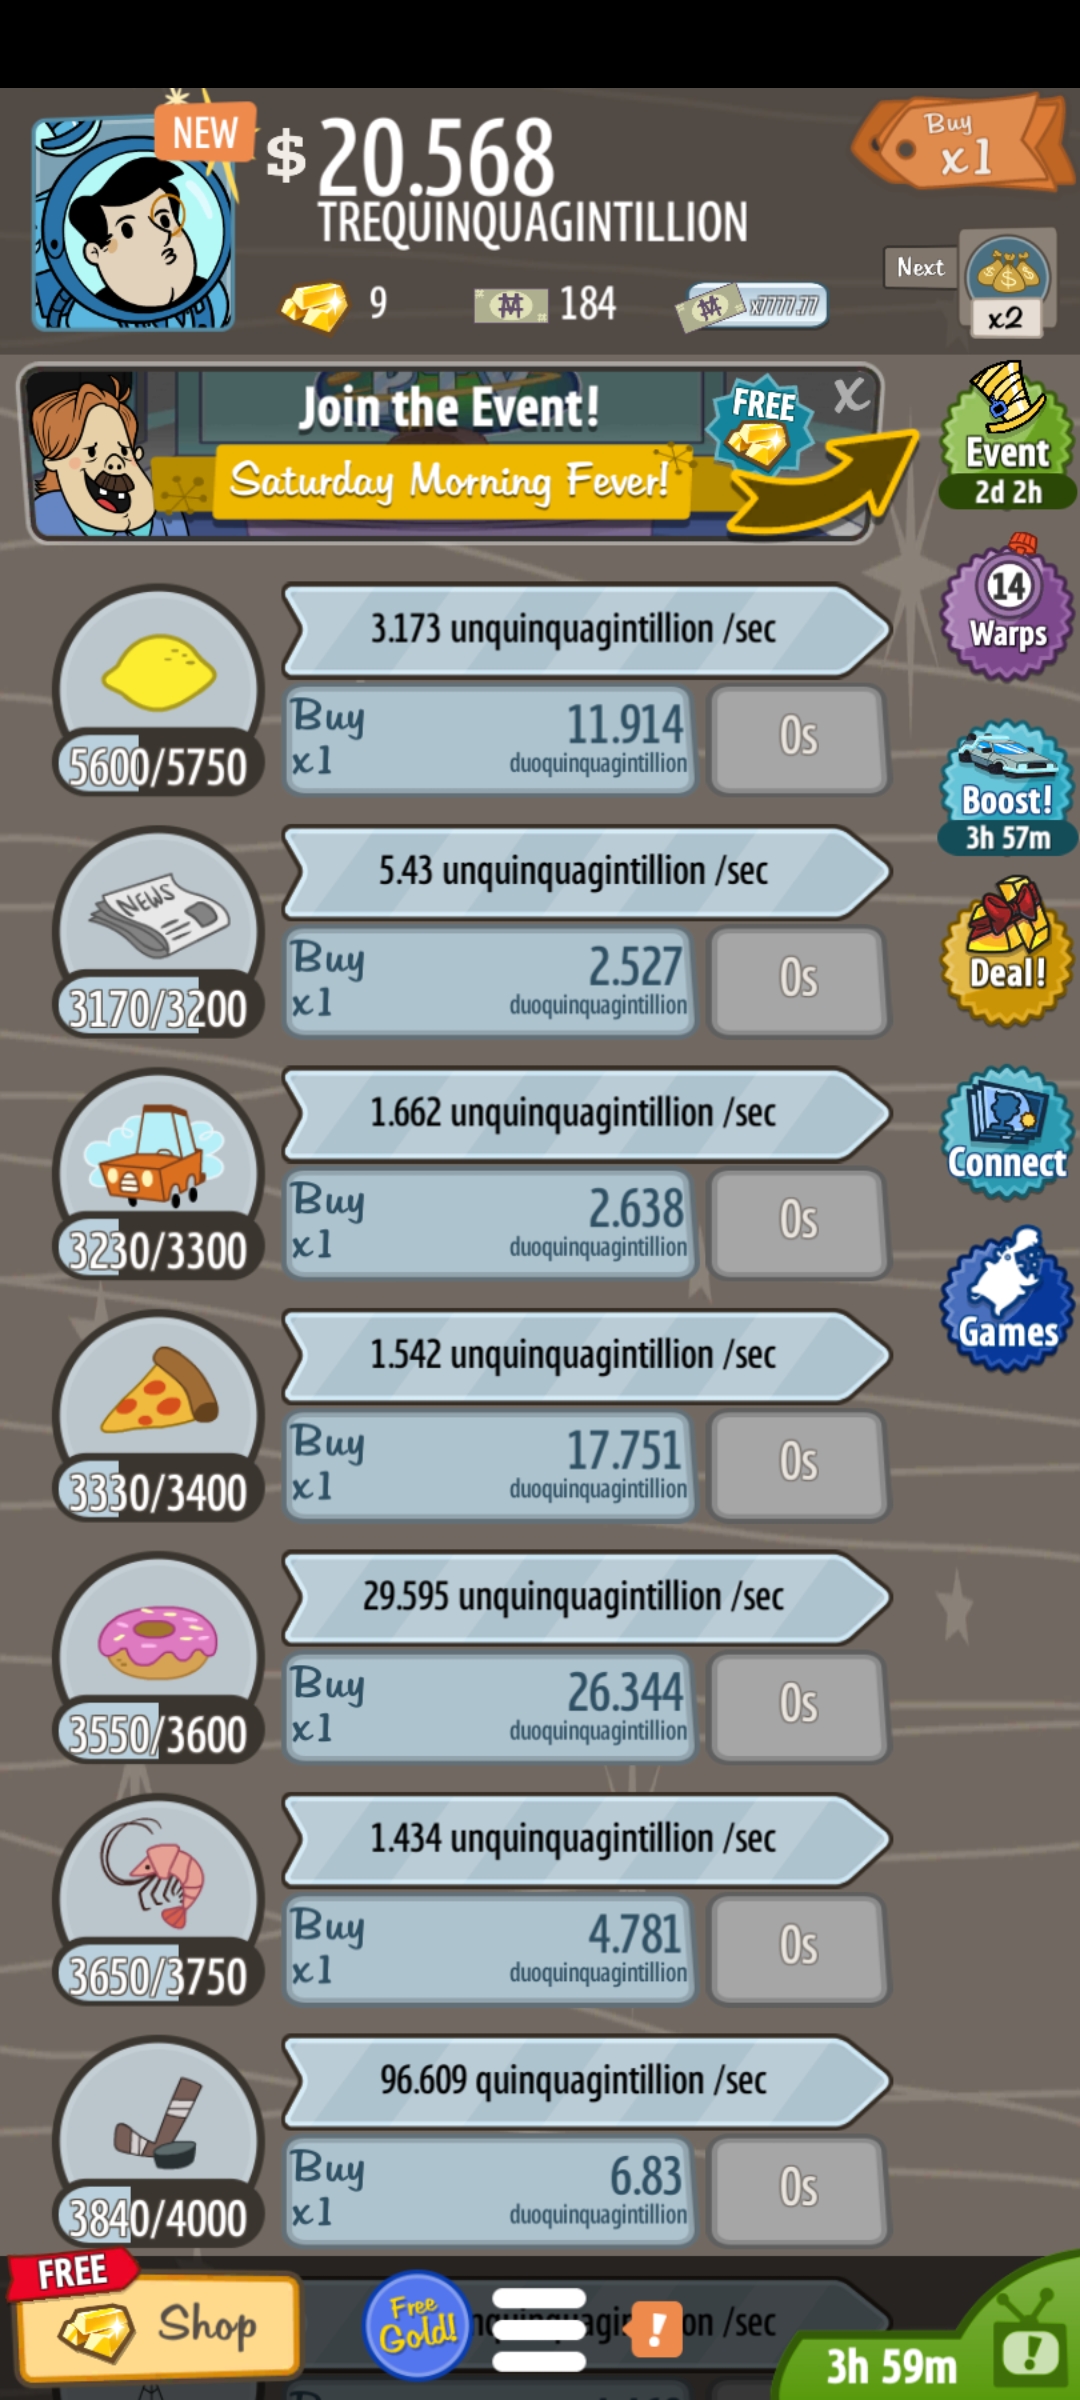 NEW
$ 20.568
TREQUINQUAGINTILLION
Buy
x1
9
184
x7777.77
Next
x2
Join the Event!
FREE
X
Saturday Morning Fever!
Event
2d 2h
14
Warps
3.173 unquinquagintillion /sec
5600/5750
Buy
x1
11.914
duoquinquagintillion
0s
Boost!
3h 57m
5.43 unquinquagintillion /sec
NEWS
3170/3200
Buy
x1
2.527
duoquinquagintillion
0s
Deal!
1.662 unquinquagintillion /sec
3230/3300
Buy
x1
2.638
duoquinquagintillion
0s
Connect
1.542 unquinquagintillion /sec
3330/3400
Buy
x1
17.751
duoquinquagintillion
0s
Games
29.595 unquinquagintillion /sec
3550/3600
Buy
x1
26.344
duoquinquagintillion
0s
1.434 unquinquagintillion /sec
3650/3750
Buy
x1
4.781
duoquinquagintillion
0s
96.609 quinquagintillion /sec
3840/4000
Buy
x1
6.83
duoquinquagintillion
0s
FREE
Shop
Free
Gold!
!
/sec
3h 59m
!